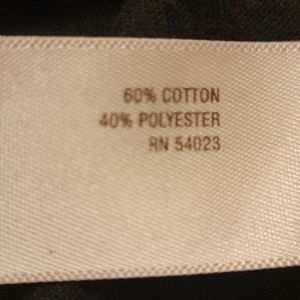 60% COTTON
40% POLYESTER
RN 54023